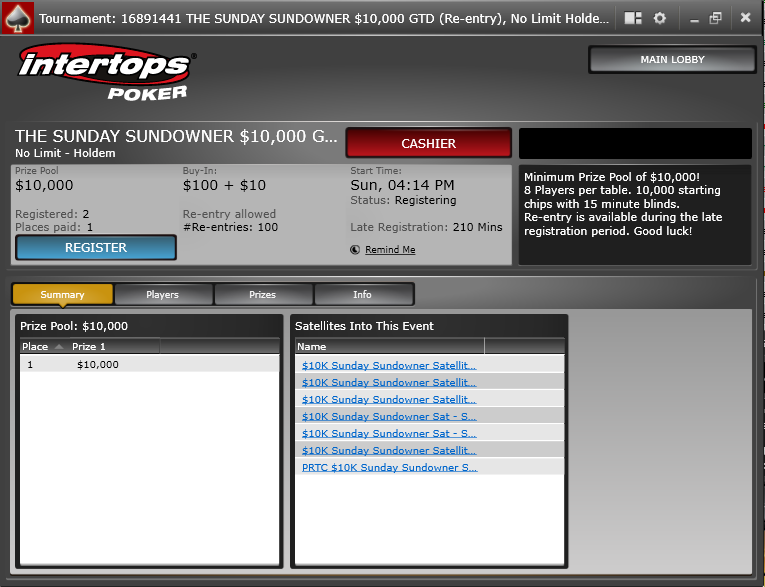 Tournament: 16891441 THE SUNDAY SUNDOWNER $10,000 GTD (Re-entry), No Limit Holde...
intertops
POKER
MAIN LOBBY
THE SUNDAY SUNDOWNER $10,000 G...
No Limit - Holdem
CASHIER
Prize Pool
$10,000
Buy-In:
$100 + $10
Start Time:
Sun, 04:14 PM
Status: Registering
Registered: 2
Places paid: 1
Re-entry allowed
#Re-entries: 100
Late Registration: 210 Mins
REGISTER
Remind Me
Minimum Prize Pool of $10,000!
8 Players per table. 10,000 starting
chips with 15 minute blinds.
Re-entry is available during the late
registration period. Good luck!
Summary
Players
Prizes
Info
Prize Pool: $10,000
Place Prize 1
1 $10,000
Satellites Into This Event
Name
$10K Sunday Sundowner Satellit...
$10K Sunday Sundowner Satellit...
$10K Sunday Sundowner Satellit...
$10K Sunday Sundowner Sat - S...
$10K Sunday Sundowner Sat - S...
$10K Sunday Sundowner Satellit...
PRTC $10K Sunday Sundowner S...